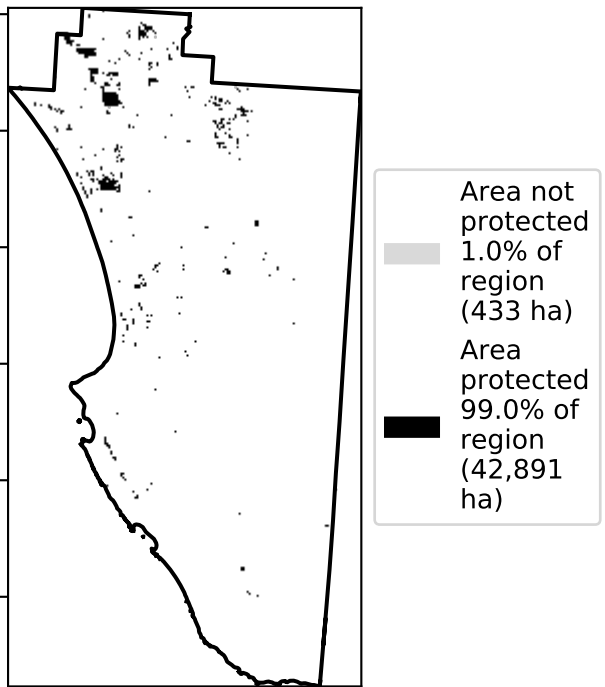 Area not
protected
1.0% of
region
(433 ha)
Area
protected
99.0% of
region
(42,891
ha)